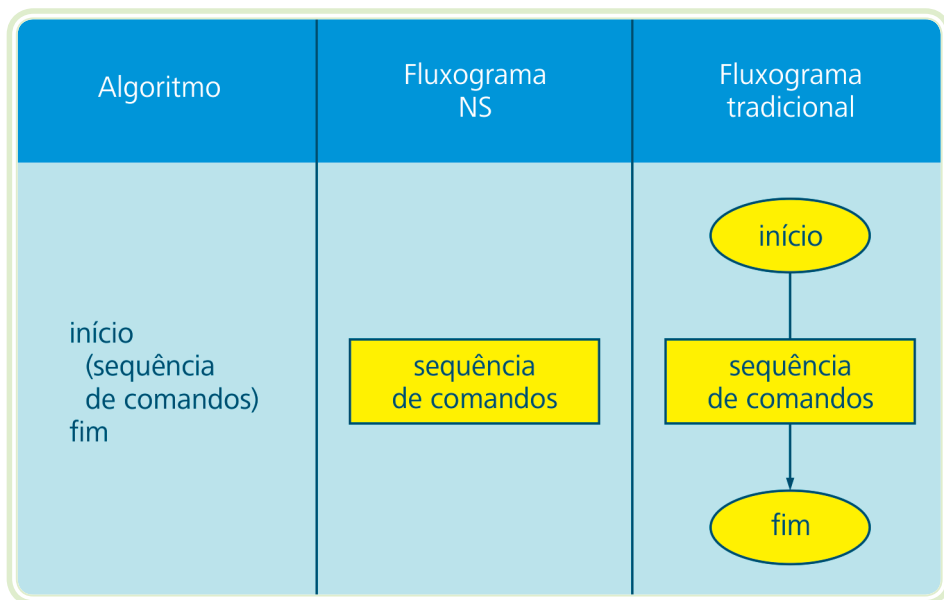 Algoritmo
Fluxograma
NS
Fluxograma
tradicional
início
(sequência
de comandos)
fim
sequência
de comandos
início
sequência
de comandos
fim